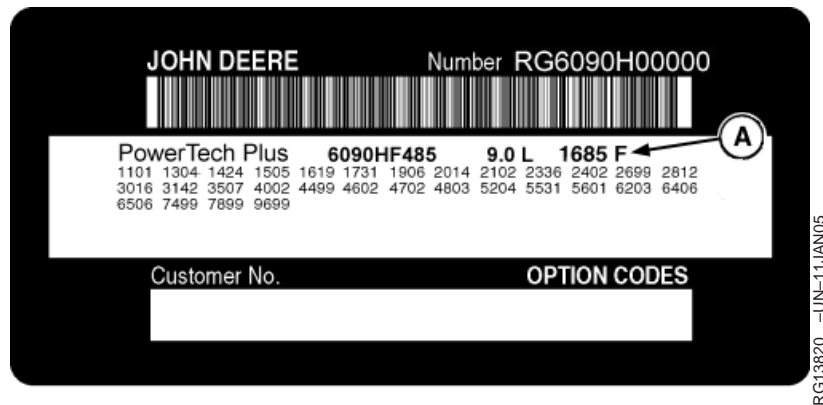 JOHN DEERE Number RG6090H00000
A
PowerTech Plus 6090HF485 9.0 L 1685 F
1101 1304 1424 1505 1619 1731 1906 2014 2102 2336 2402 2699 2812
3016 3142 3507 4002 4499 4602 4702 4803 5204 5531 5601 6203 6406
6506 7499 7899 9699
Customer No. OPTION CODES
RG13820 –UN–11JAN05